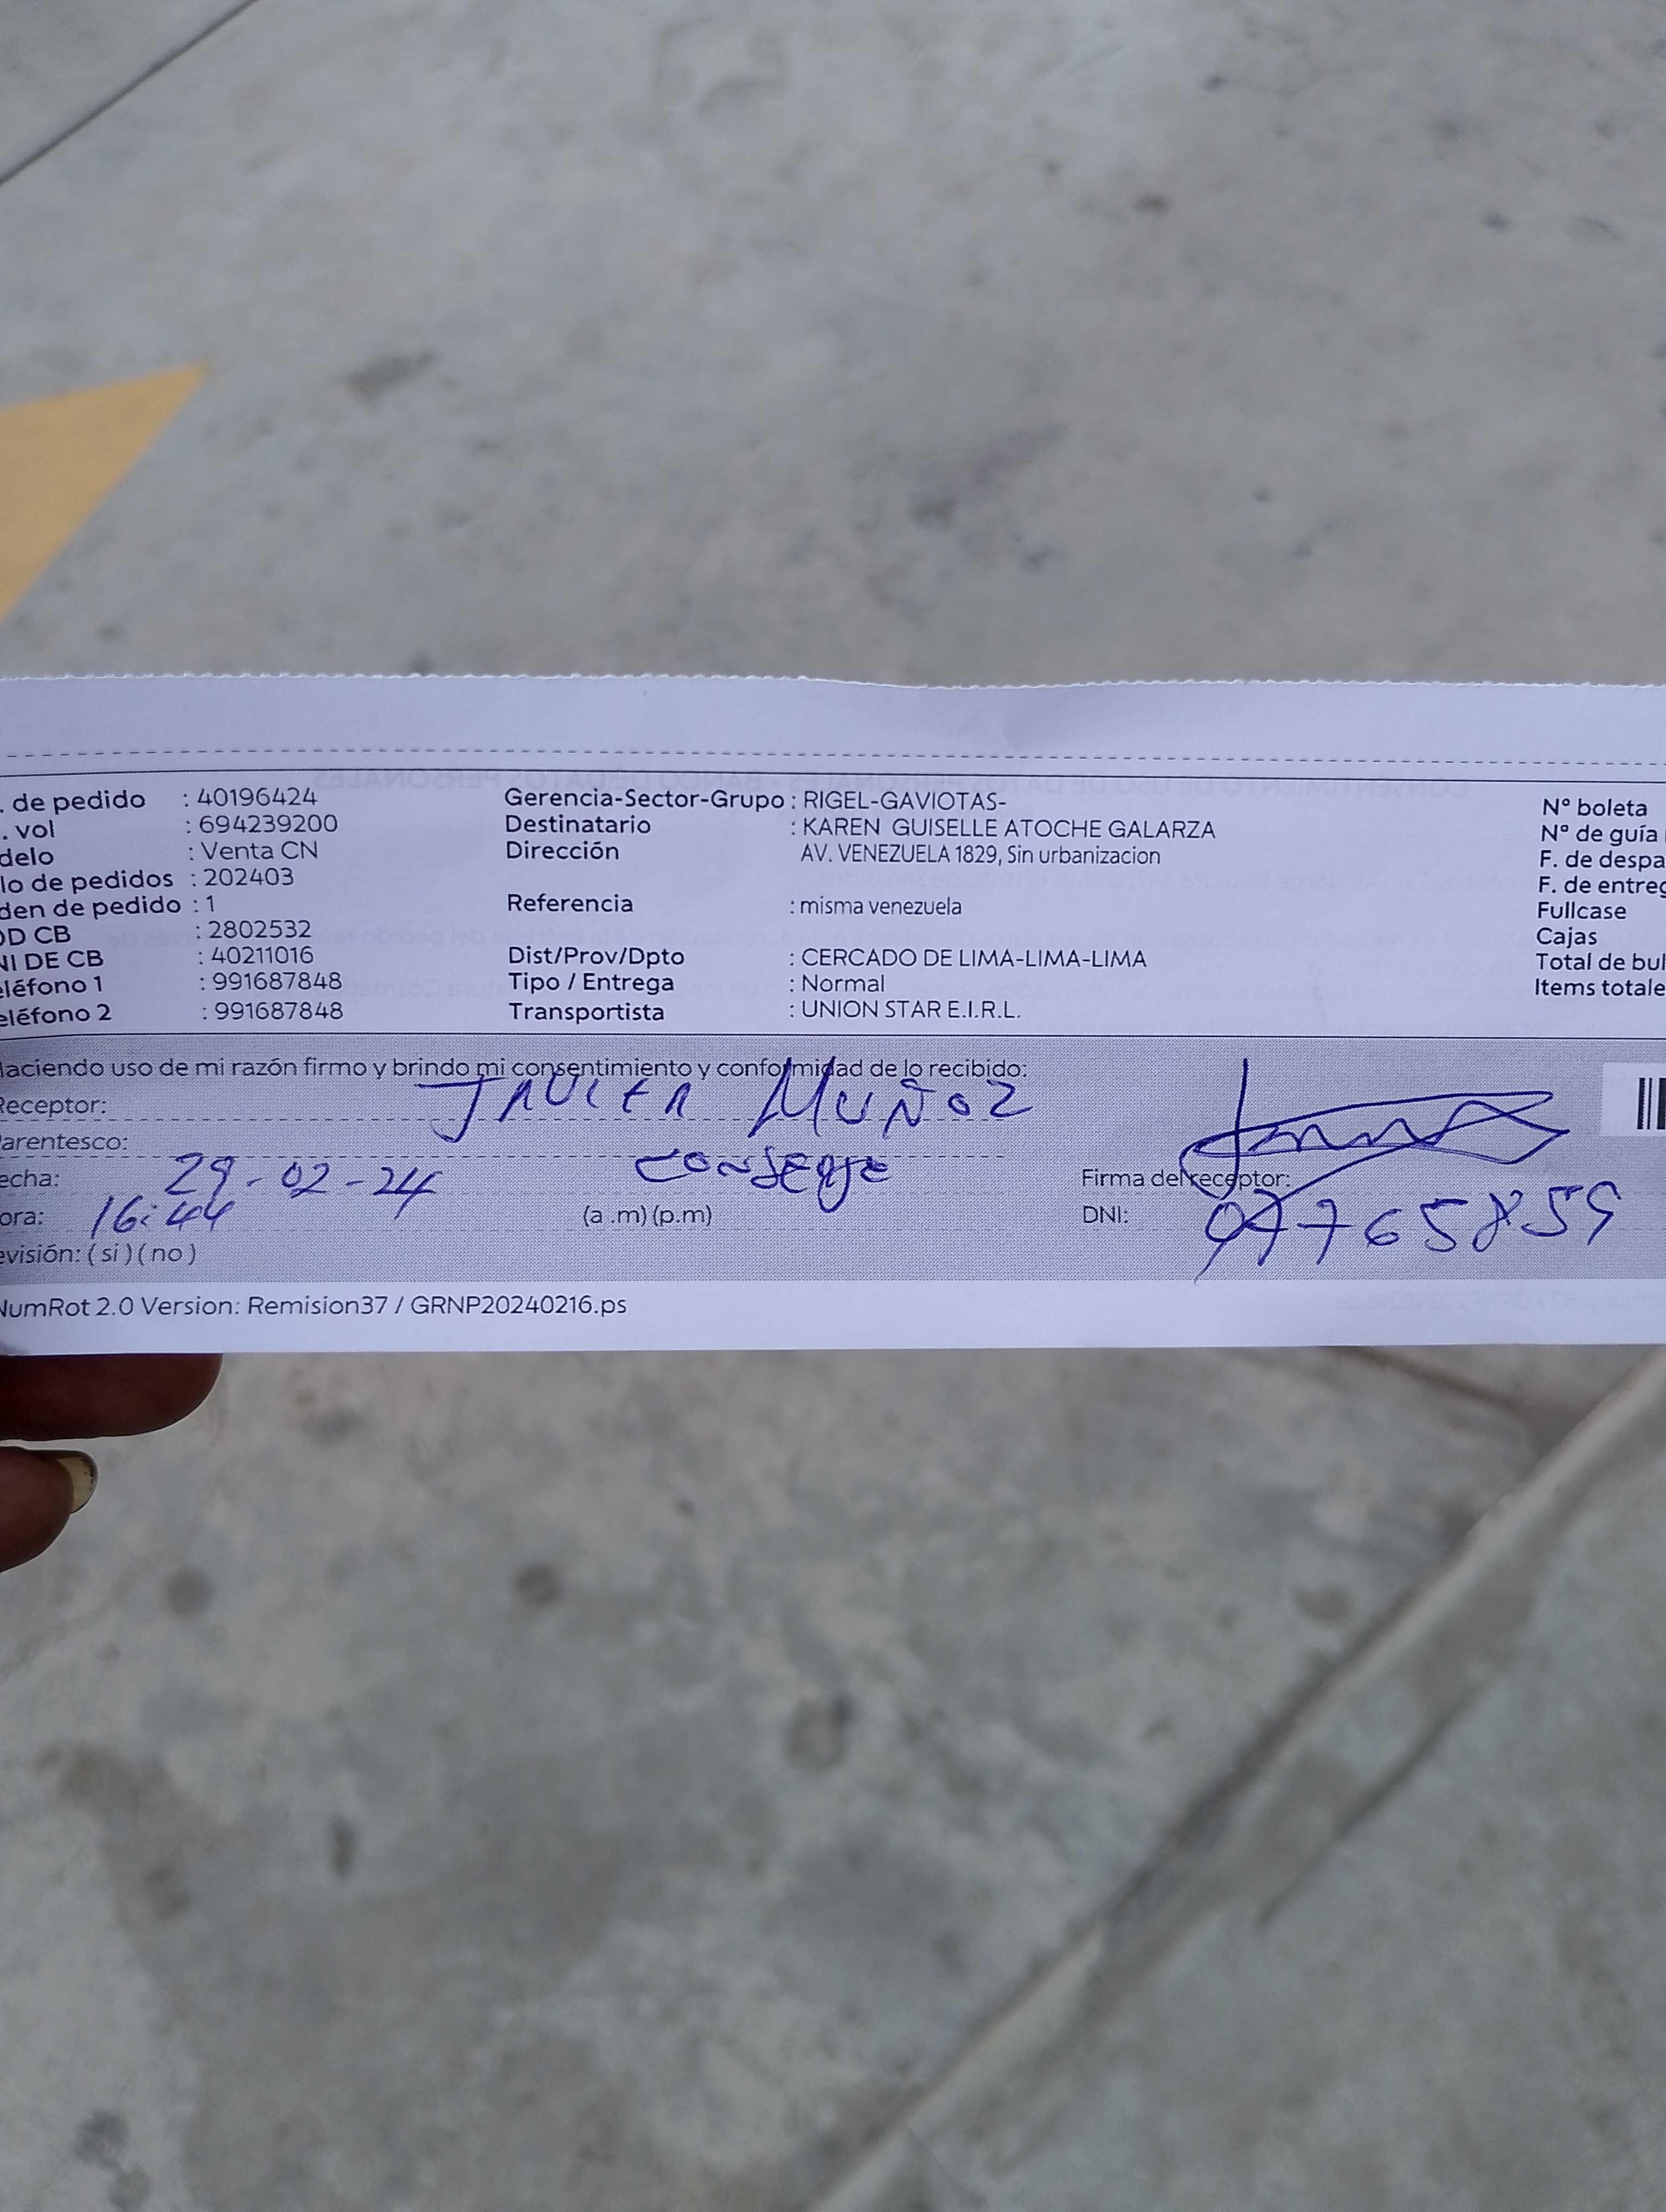 . de pedido : 40196424 Gerencia-Sector-Grupo : RIGEL-GAVIOTAS- N° boleta
. vol : 694239200 Destinatario : KAREN GUISELLE ATOCHE GALARZA N° de guía
delo : Venta CN Dirección AV. VENEZUELA 1829, Sin urbanizacion F. de despa
lo de pedidos : 202403 F. de entreg
den de pedido : 1 Referencia : misma venezuela Fullcase
OD CB : 2802532 Cajas
NI DE CB : 40211016 Dist/Prov/Dpto : CERCADO DE LIMA-LIMA-LIMA Total de bul
eléfono 1 : 991687848 Tipo / Entrega : Normal Items totale
eléfono 2 : 991687848 Transportista : UNION STAR E.I.R.L.
Haciendo uso de mi razón firmo y brindo mi consentimiento y conformidad de lo recibido:
Receptor: JAVIER MUÑOZ
arentesco: conserje
echa: 29-02-24 Firma del receptor:
ora: 16:44 (a .m) (p.m) DNI:
evisión: ( si ) ( no )
NumRot 2.0 Version: Remision37 / GRNP20240216.ps